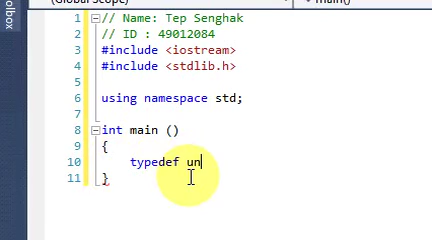 (Global Scope)
main()
oolbox
1 // Name: Tep Senghak
2 // ID : 49012084
3 #include <iostream>
4 #include <stdlib.h>
5
6 using namespace std;
7
8 int main ()
9 {
10 typedef un
11 }